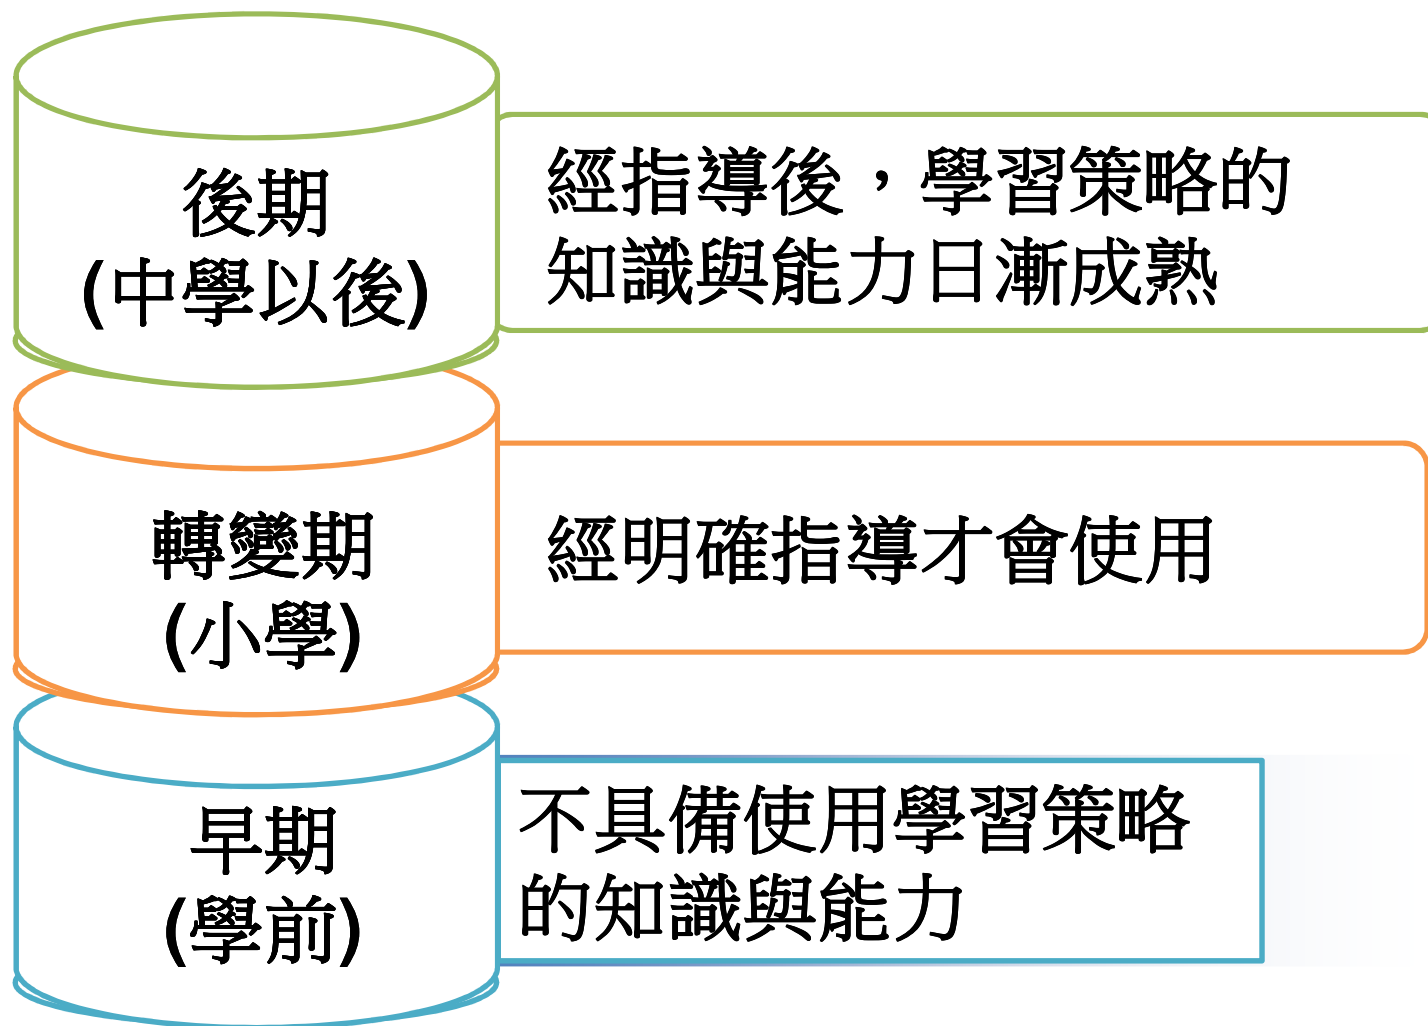 後期
(中學以後)
經指導後，學習策略的
知識與能力日漸成熟
轉變期
(小學)
經明確指導才會使用
早期
(學前)
不具備使用學習策略
的知識與能力